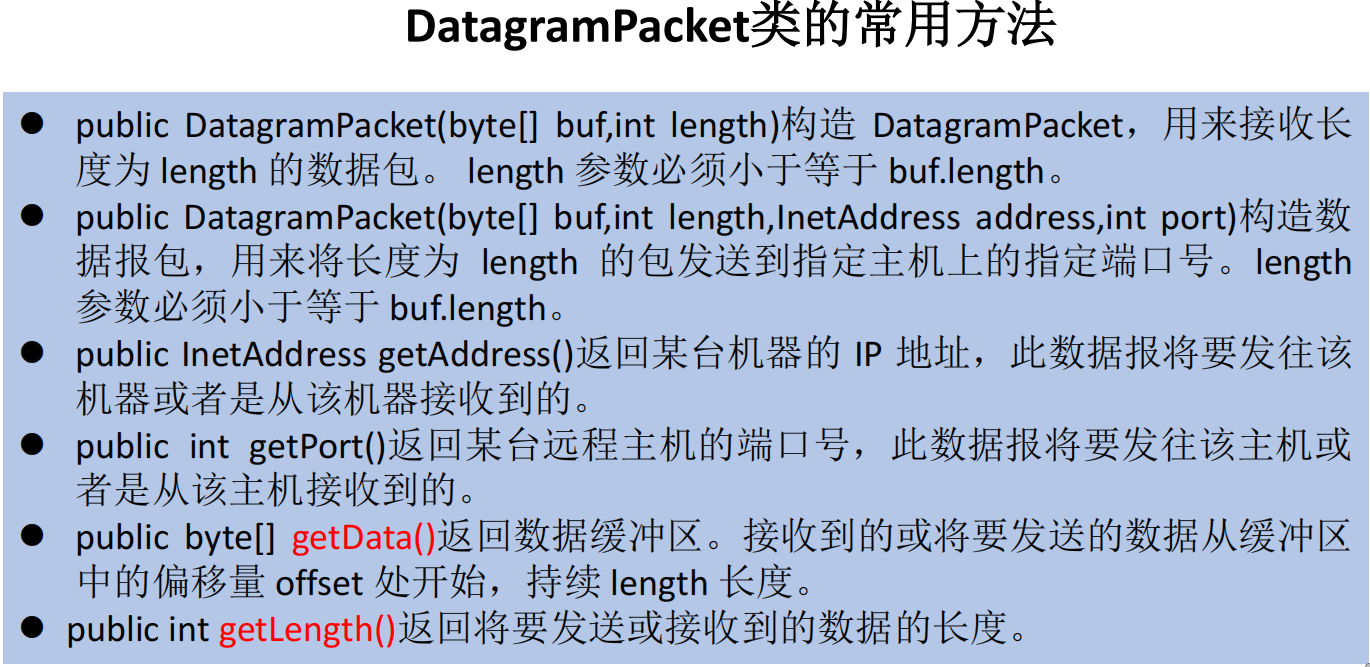 DatagramPacket类的常用方法
● public DatagramPacket(byte[] buf,int length)构造 DatagramPacket，用来接收长
度为 length 的数据包。 length 参数必须小于等于 buf.length。
● public DatagramPacket(byte[] buf,int length,InetAddress address,int port)构造数
据报包，用来将长度为 length 的包发送到指定主机上的指定端口号。length
参数必须小于等于 buf.length。
● public InetAddress getAddress()返回某台机器的 IP 地址，此数据报将要发往该
机器或者是从该机器接收到的。
● public int getPort()返回某台远程主机的端口号，此数据报将要发往该主机或
者是从该主机接收到的。
● public byte[] getData()返回数据缓冲区。接收到的或将要发送的数据从缓冲区
中的偏移量 offset 处开始，持续 length 长度。
● public int getLength()返回将要发送或接收到的数据的长度。